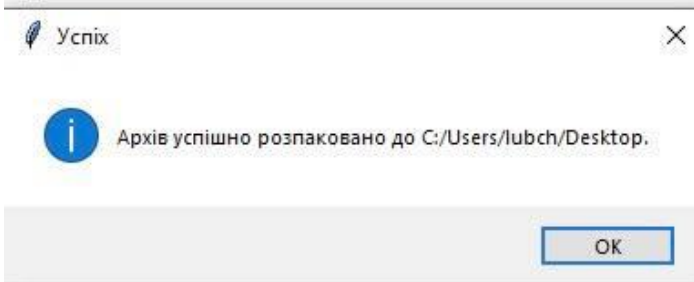 Успіх
Архів успішно розпаковано до C:/Users/lubch/Desktop.
OK